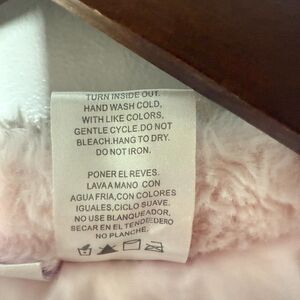 TURN INSIDE OUT.
HAND WASH COLD,
WITH LIKE COLORS,
GENTLE CYCLE.DO NOT
BLEACH.HANG TO DRY.
DO NOT IRON.
PONER EL REVES.
LAVA A MANO CON
AGUA FRIA,CON COLORES
IGUALES,CICLO SUAVE.
NO USE BLANQUEADOR,
SECAR EN EL TENDEDERO
NO PLANCHE.